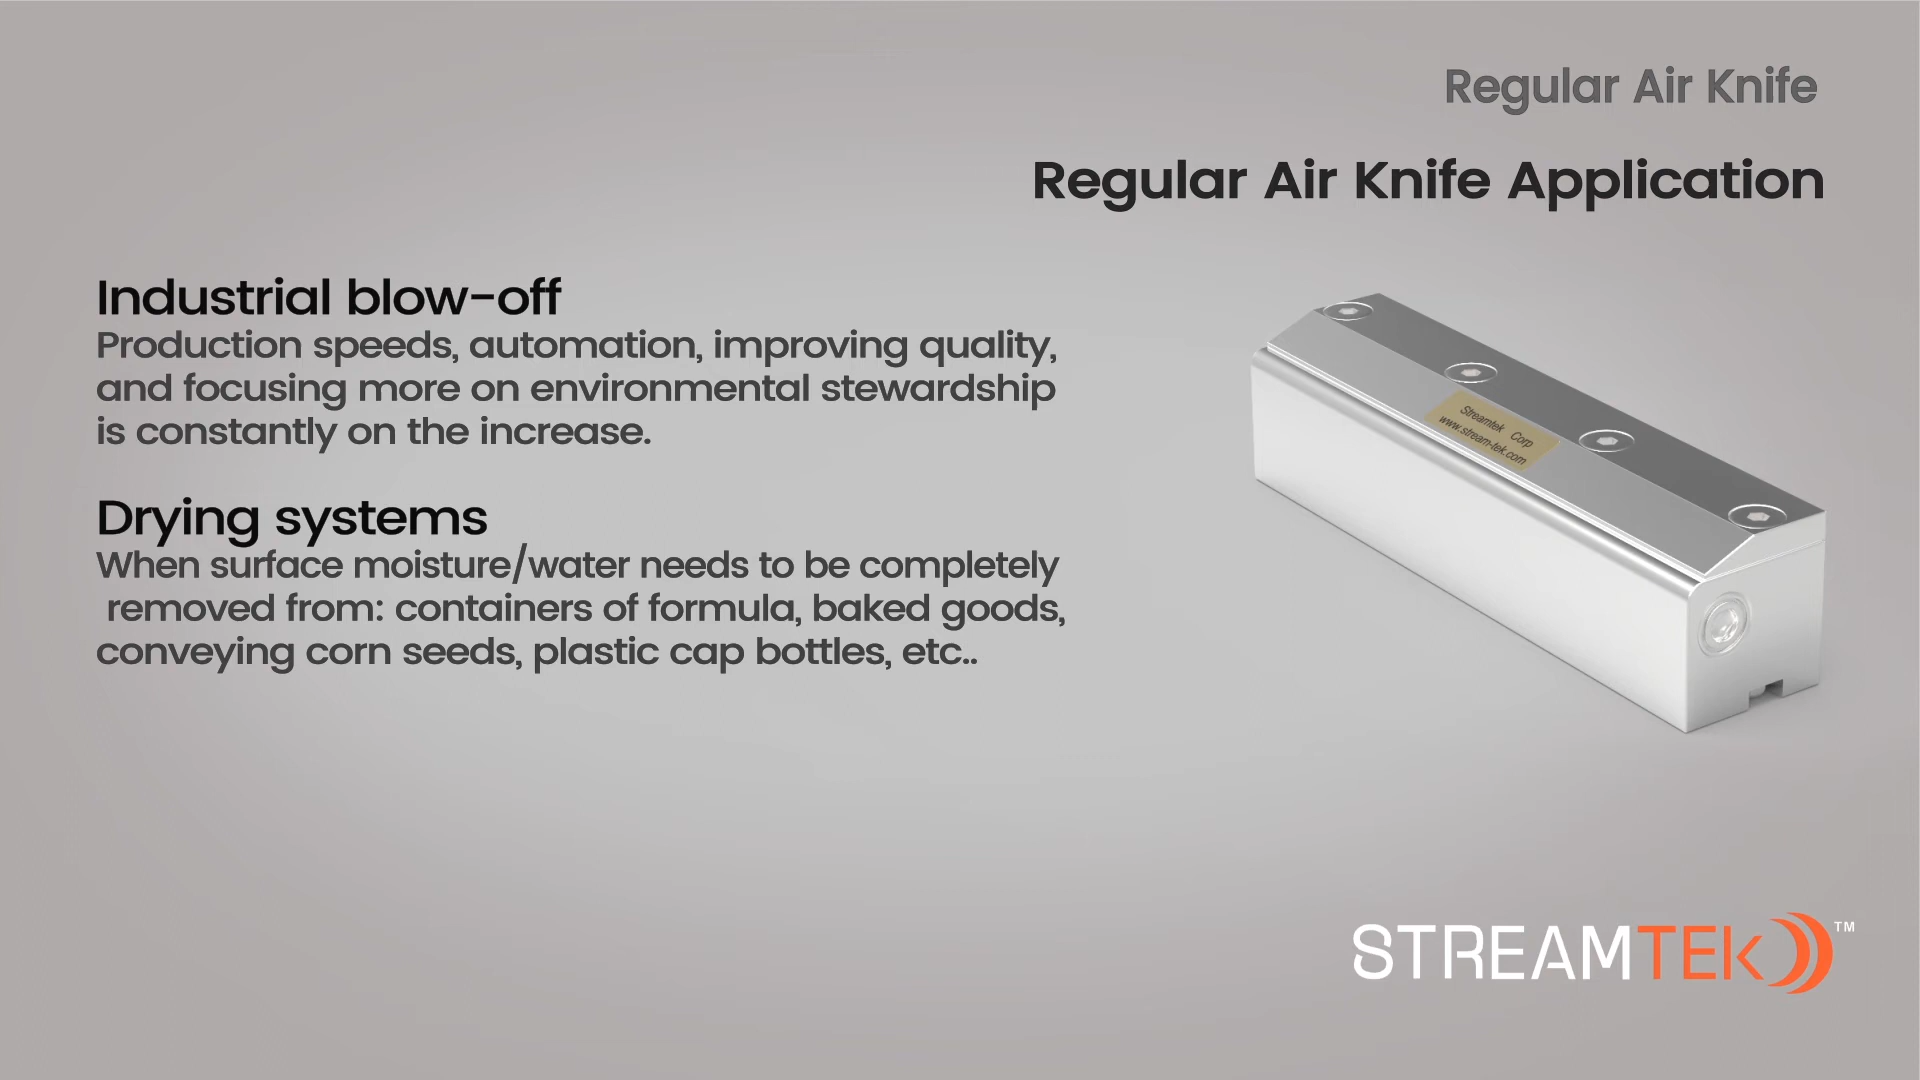 Regular Air Knife
Regular Air Knife Application
Industrial blow-off
Production speeds, automation, improving quality,
and focusing more on environmental stewardship
is constantly on the increase.
Drying systems
When surface moisture/water needs to be completely
removed from: containers of formula, baked goods,
conveying corn seeds, plastic cap bottles, etc..
Streamtek Corp
www.stream-tek.com
STREAMTEK™